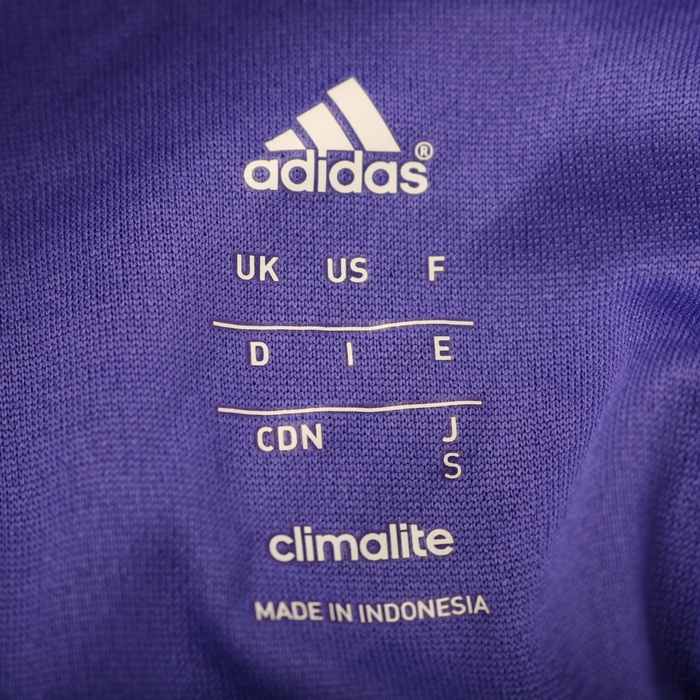 adidas®
UK US F
D I E
CDN J
S
climalite
MADE IN INDONESIA